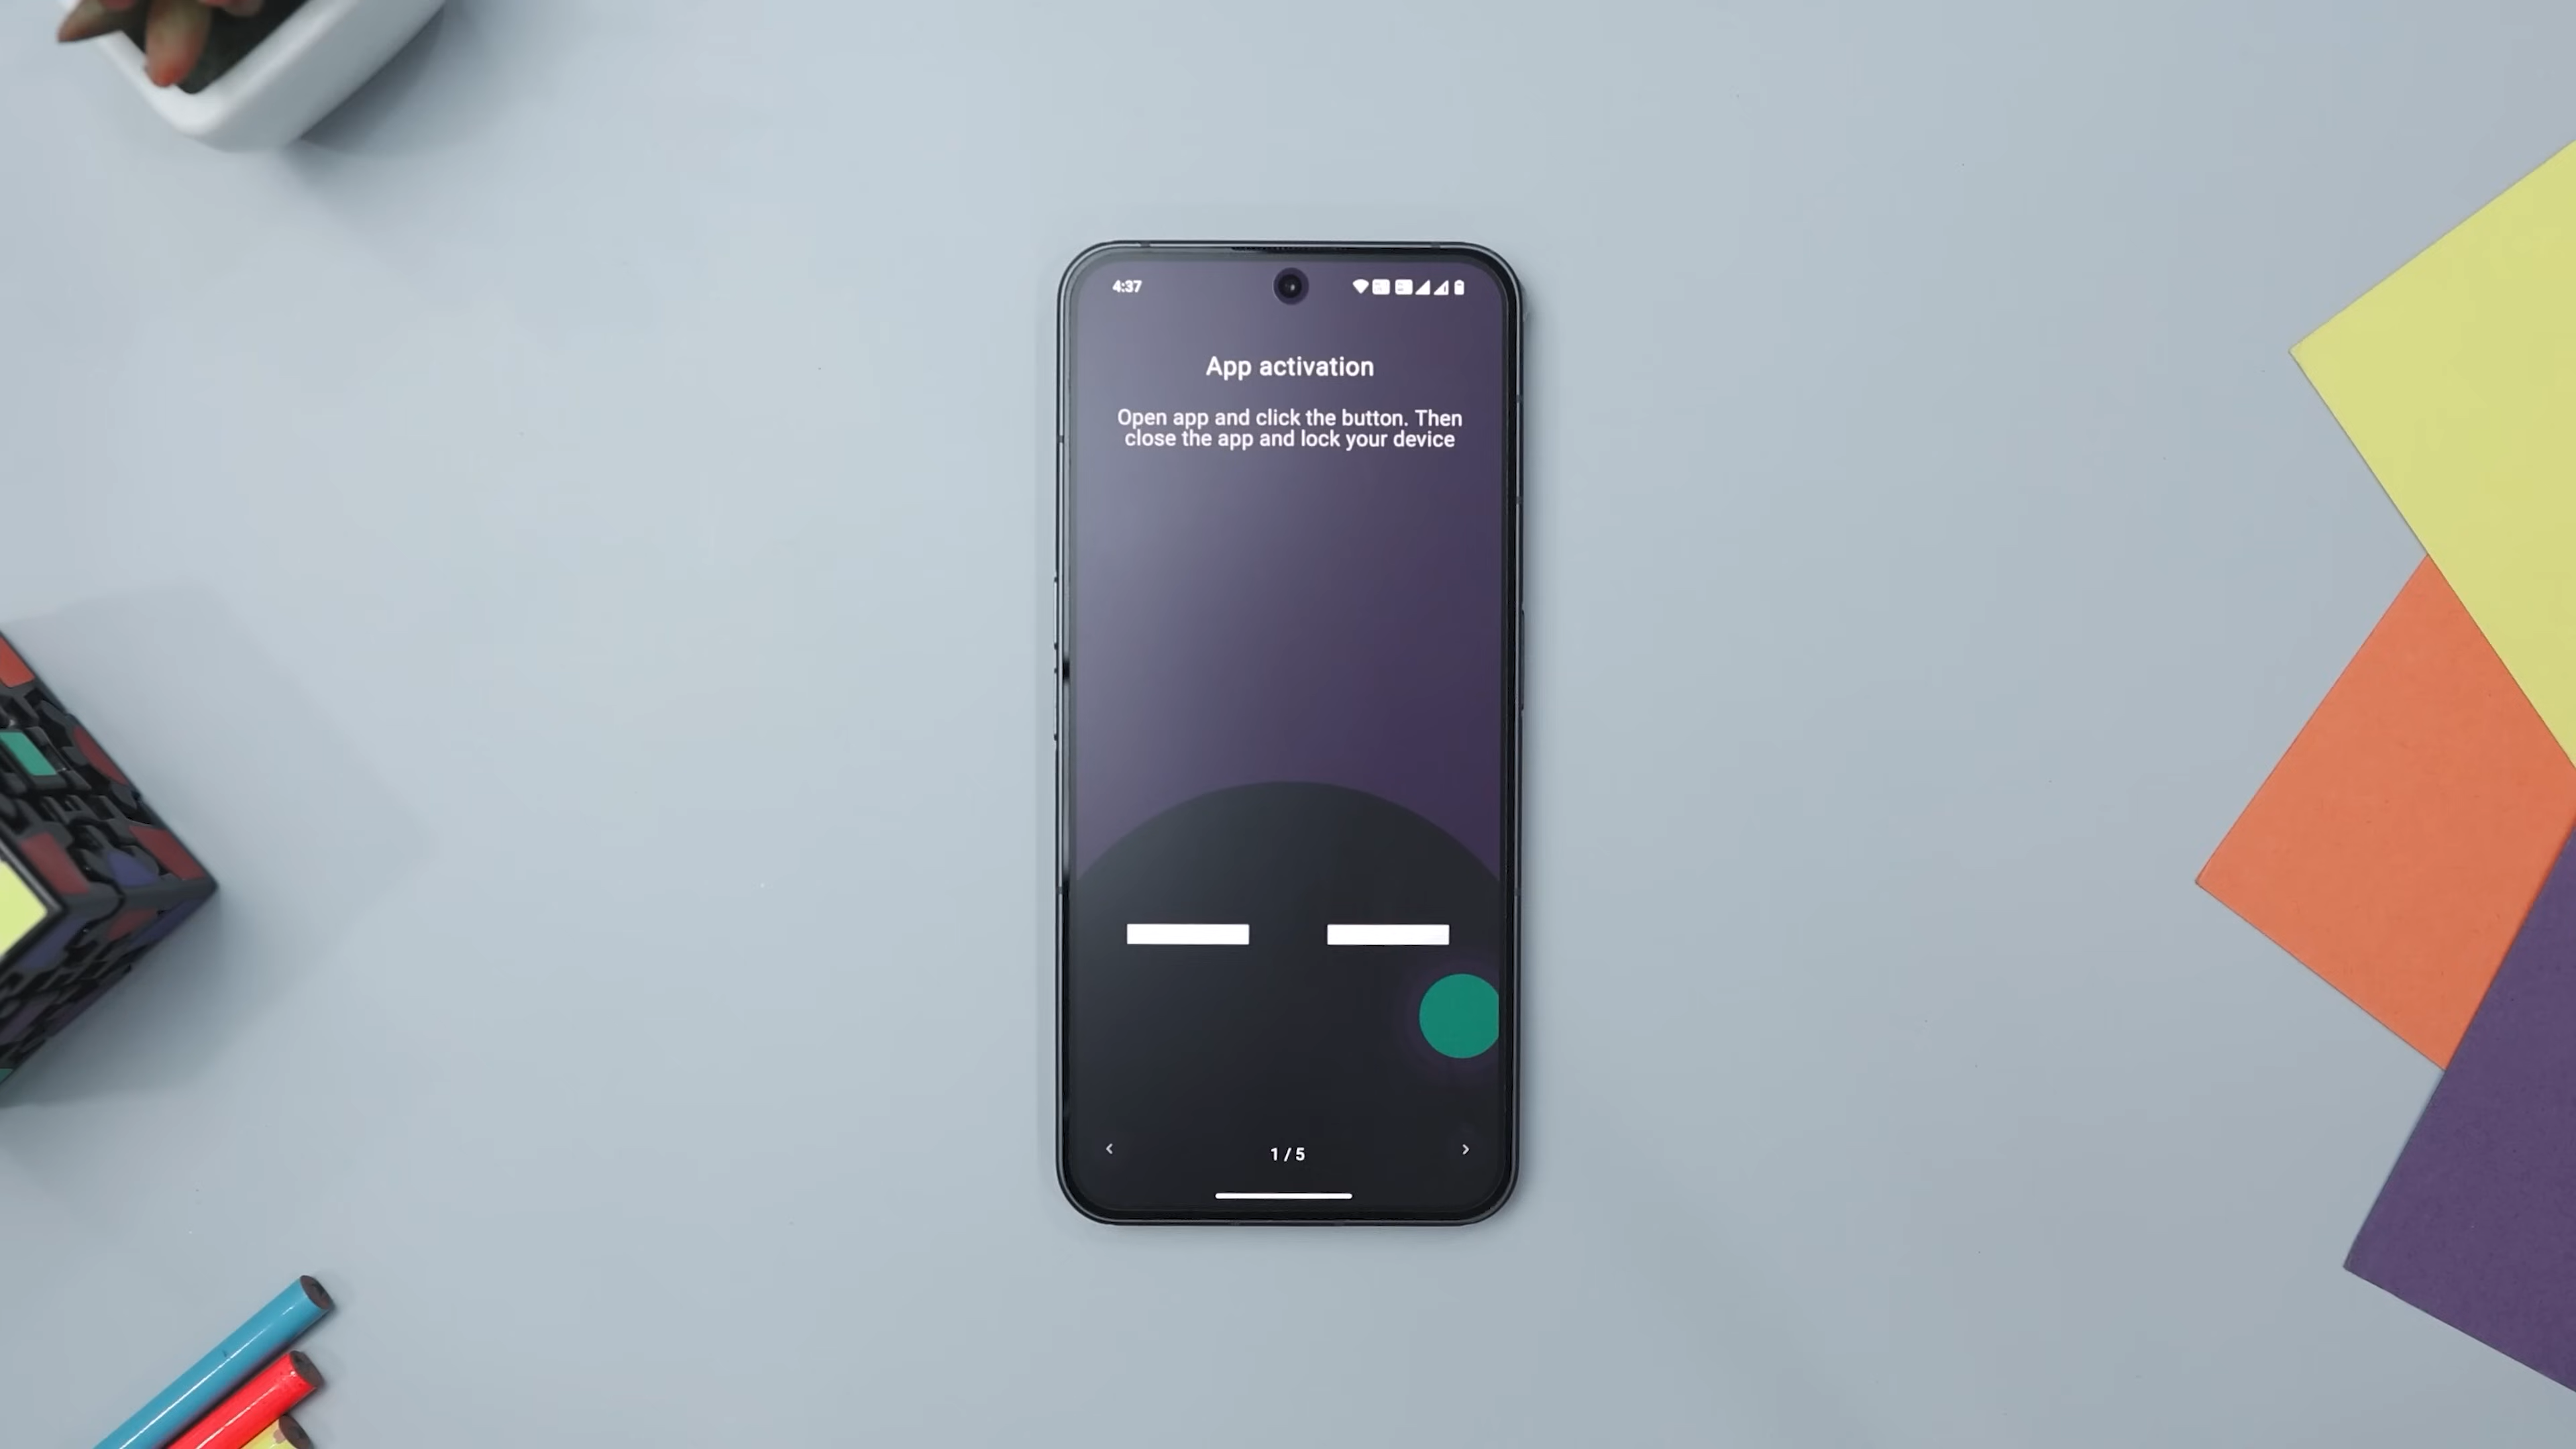 4:37
App activation
Open app and click the button. Then
close the app and lock your device
1 / 5